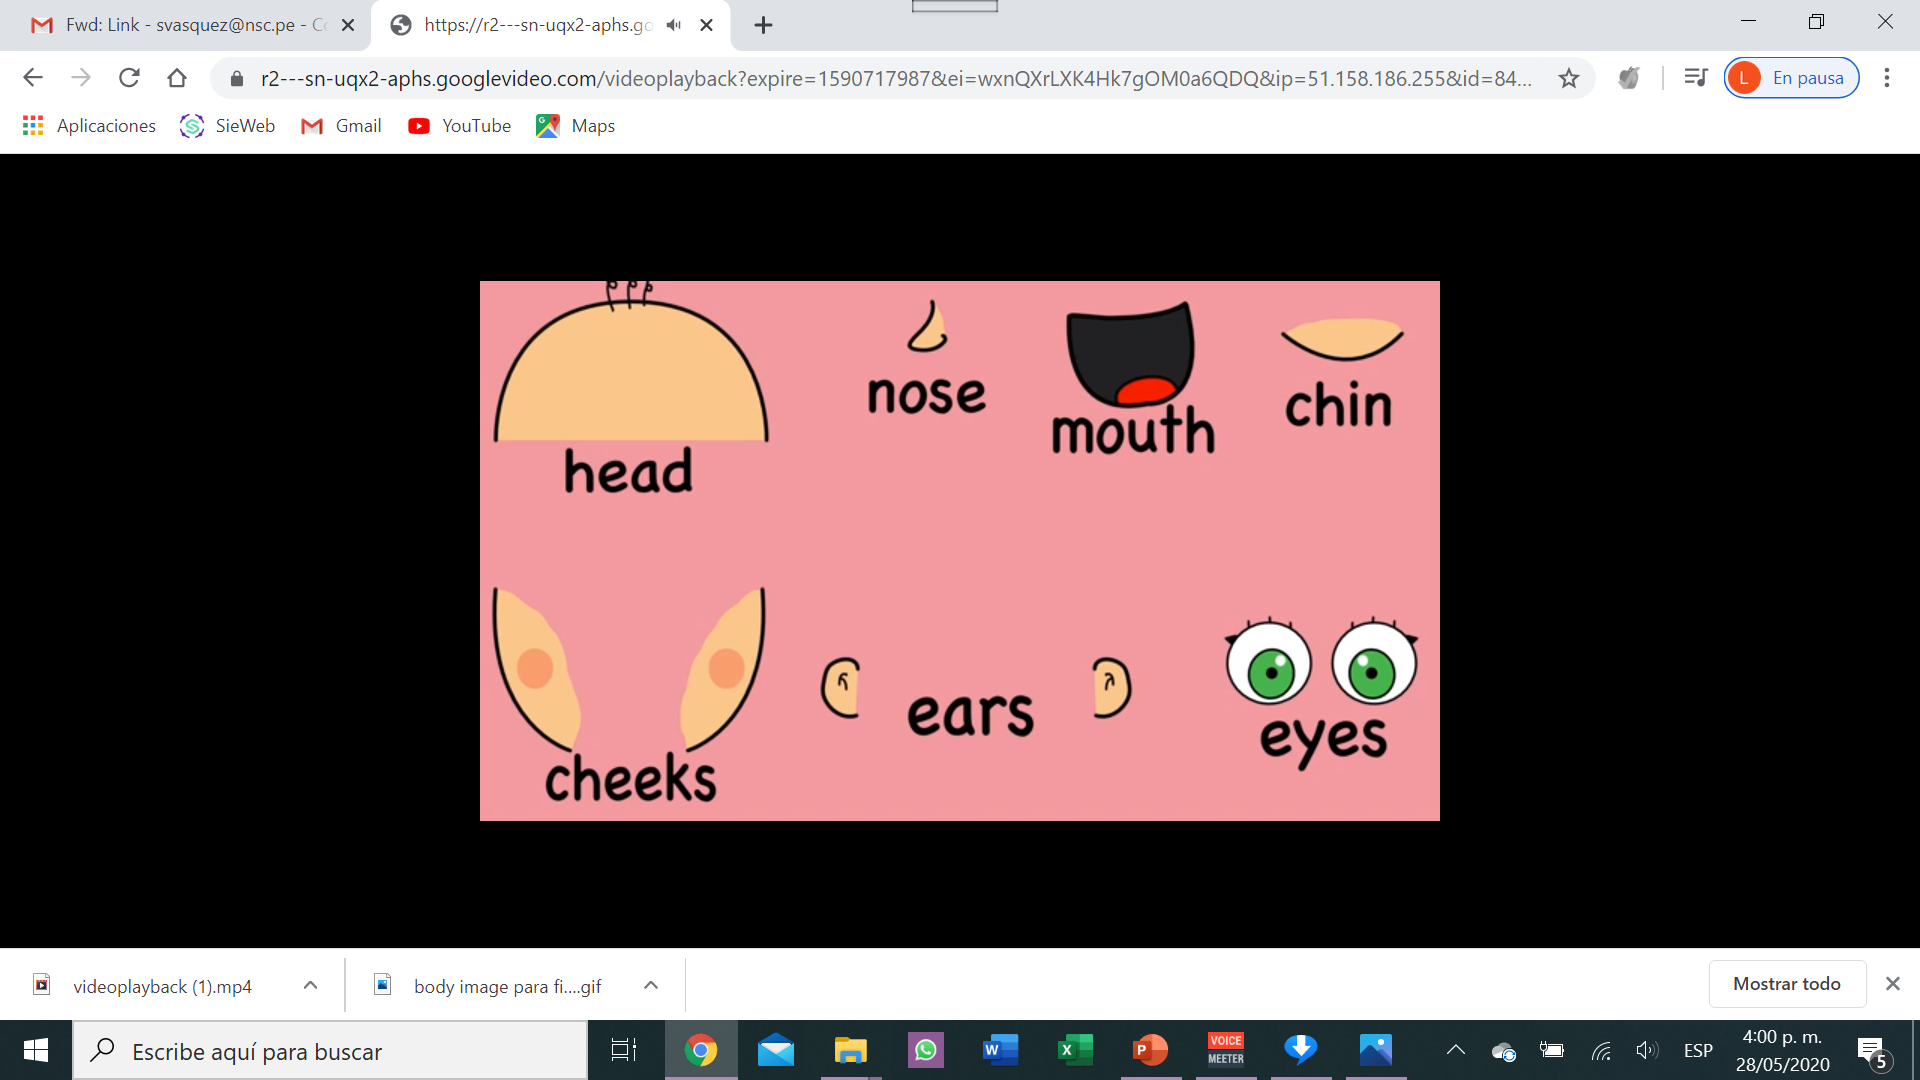 Fwd: Link - svasquez@nsc.pe - Co
https://r2---sn-uqx2-aphs.go
r2---sn-uqx2-aphs.googlevideo.com/videoplayback?expire=1590717987&ei=wxnQXrLXK4Hk7gOM0a6QDQ&ip=51.158.186.255&id=84...
L En pausa
Aplicaciones SieWeb Gmail YouTube Maps
head
nose
mouth
chin
cheeks
ears
eyes
videoplayback (1).mp4
body image para fi....gif
Mostrar todo
Escribe aquí para buscar
VOICE
MEETER
ESP
4:00 p. m.
28/05/2020
5